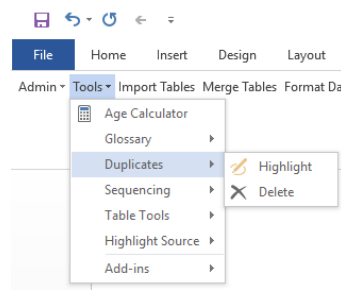 File Home Insert Design Layout
Admin Tools Import Tables Merge Tables Format Da
Age Calculator
Glossary
Duplicates
Highlight
Sequencing
Delete
Table Tools
Highlight Source
Add-ins